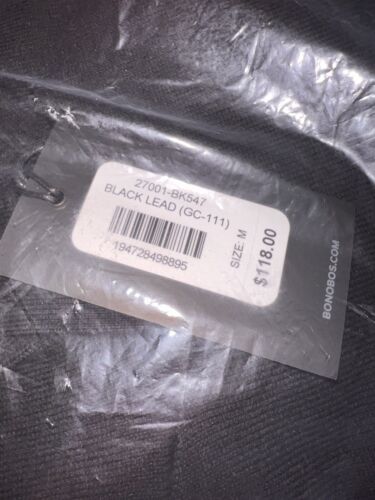 27001-BK547
BLACK LEAD (GC-111)
194728498895
SIZE: M
$118.00
BONOBOS.COM